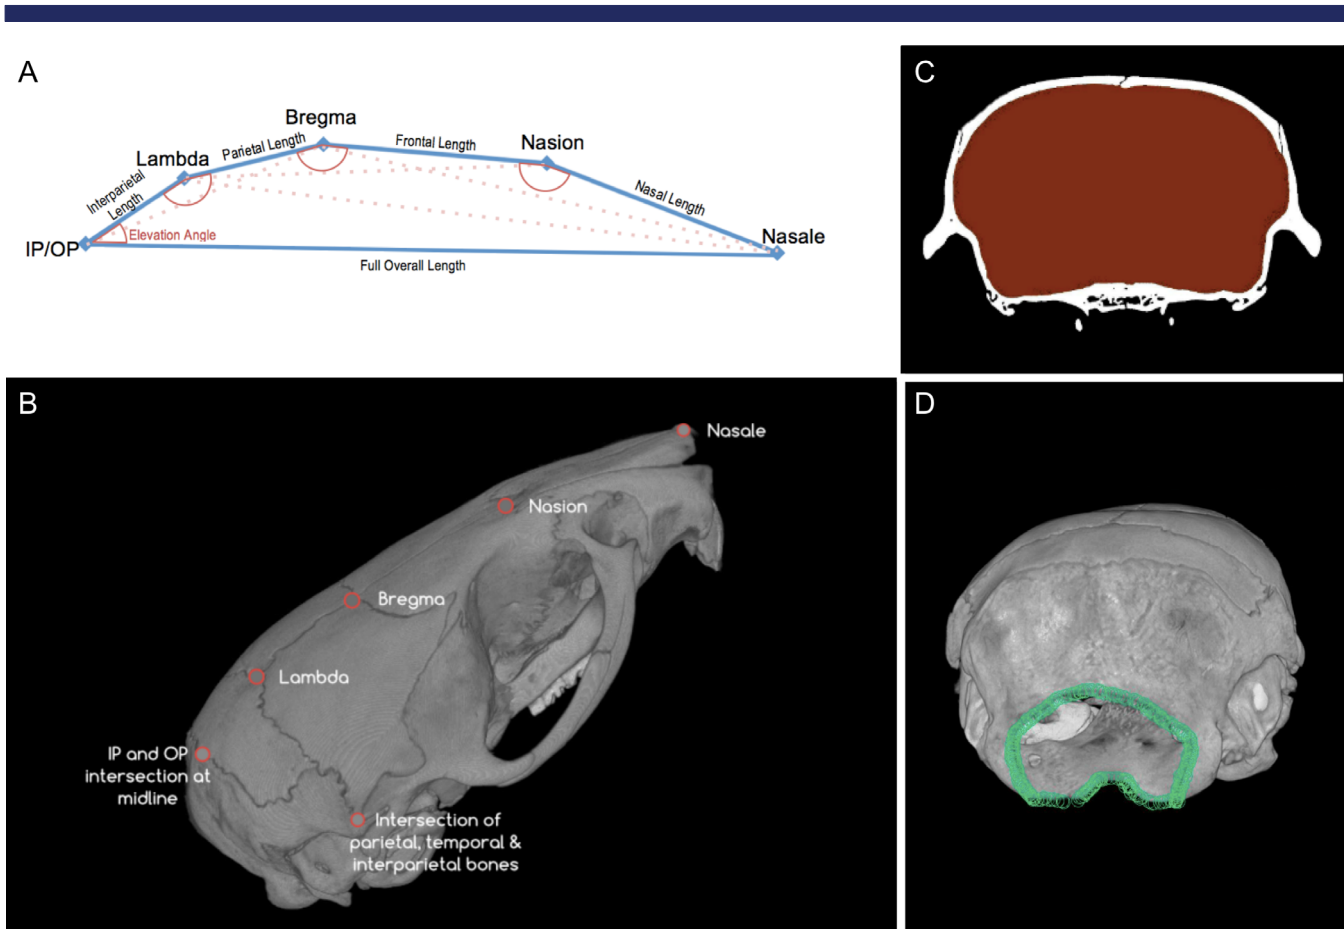 A
Bregma
Parietal Length
Frontal Length
Nasion
Lambda
Interparietal
Length
Nasal Length
Elevation Angle
IP/OP
Nasale
Full Overall Length
C
B
Nasale
Nasion
Bregma
Lambda
IP and OP
intersection at
midline
Intersection of
parietal, temporal &
interparietal bones
D